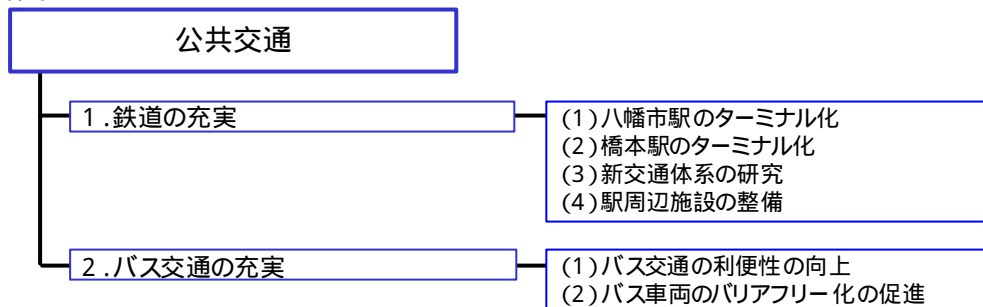 公共交通
1.鉄道の充実
(1)八幡市駅のターミナル化
(2)橋本駅のターミナル化
(3)新交通体系の研究
(4)駅周辺施設の整備
2.バス交通の充実
(1)バス交通の利便性の向上
(2)バス車両のバリアフリー化の促進